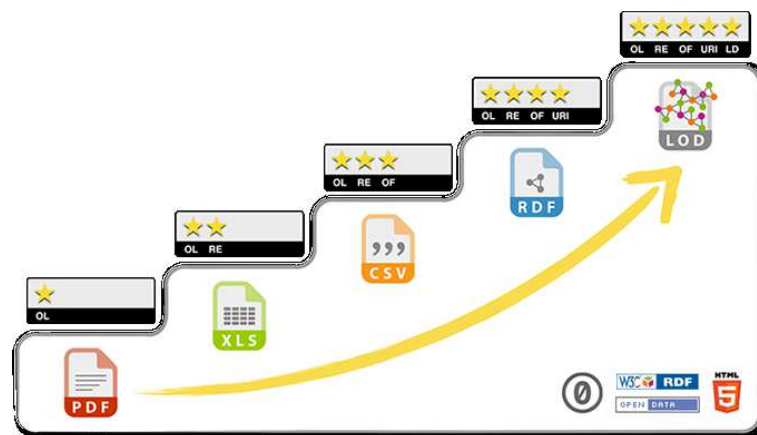 OL RE OF URI LD
OL RE OF URI
LOD
OL RE OF
RDF
OL RE
,,,
CSV
OL
XLS
PDF
0
W3C RDF
HTML
5
OPEN DATA